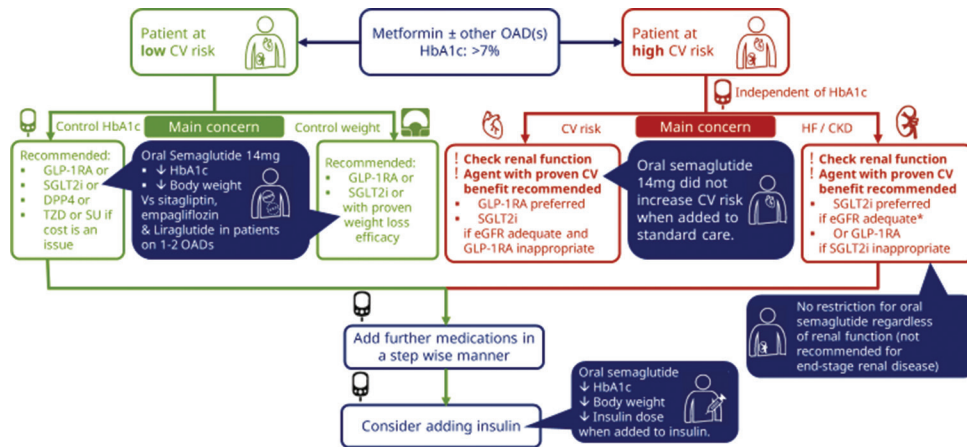 Patient at
low CV risk
Metformin ± other OAD(s)
HbA1c: >7%
Patient at
high CV risk
Independent of HbA1c
Control HbA1c
Main concern
Control weight
CV risk
Main concern
HF / CKD
Recommended:
▪ GLP-1RA or
▪ SGLT2i or
▪ DPP4 or
▪ TZD or SU if
cost is an
issue
Oral Semaglutide 14mg
▪ ↓ HbA1c
▪ ↓ Body weight
Vs sitagliptin,
empagliflozin
& Liraglutide in patients
on 1-2 OADs
Recommended:
▪ GLP-1RA or
▪ SGLT2i or
with proven
weight loss
efficacy
! Check renal function
! Agent with proven CV
benefit recommended
▪ GLP-1RA preferred
▪ SGLT2i
if eGFR adequate and
GLP-1RA inappropriate
Oral semaglutide
14mg did not
increase CV risk
when added to
standard care.
! Check renal function
! Agent with proven CV
benefit recommended
▪ SGLT2i preferred
if eGFR adequate*
▪ Or GLP-1RA
if SGLT2i inappropriate
No restriction for oral
semaglutide regardless
of renal function (not
recommended for
end-stage renal disease)
Add further medications in
a step wise manner
Consider adding insulin
Oral semaglutide
↓ HbA1c
↓ Body weight
↓ Insulin dose
when added to insulin.